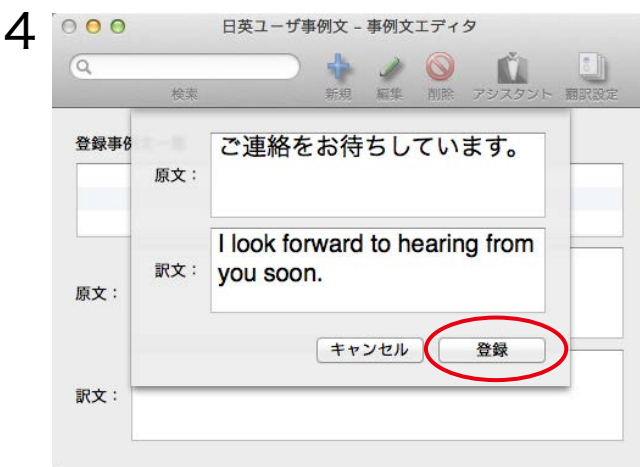 4
日英ユーザ事例文 - 事例文エディタ
検索
新規 編集 削除 アシスタント 翻訳設定
登録事例
原文：
ご連絡をお待ちしています。
訳文：
I look forward to hearing from
you soon.
原文：
キャンセル 登録
訳文：